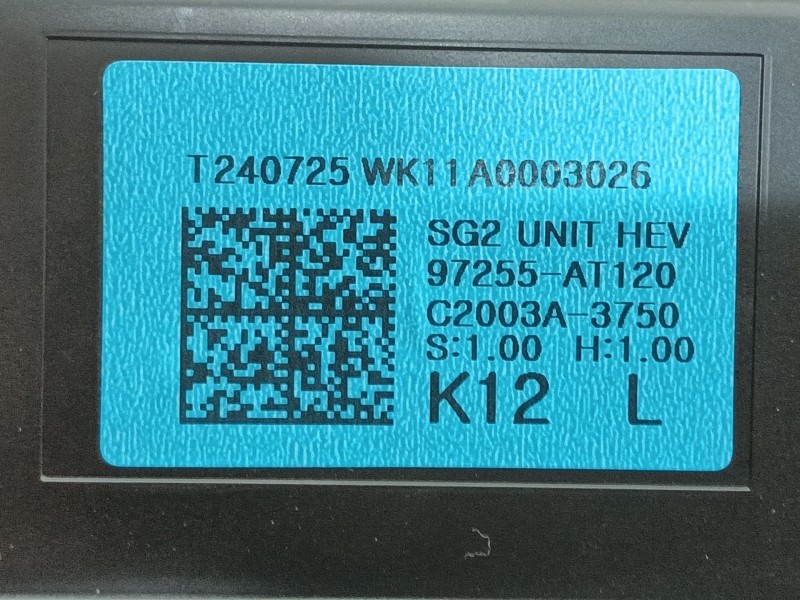 T240725 WK11A0003026
SG2 UNIT HEV
97255-AT120
C2003A-3750
S:1.00 H:1.00
K12 L